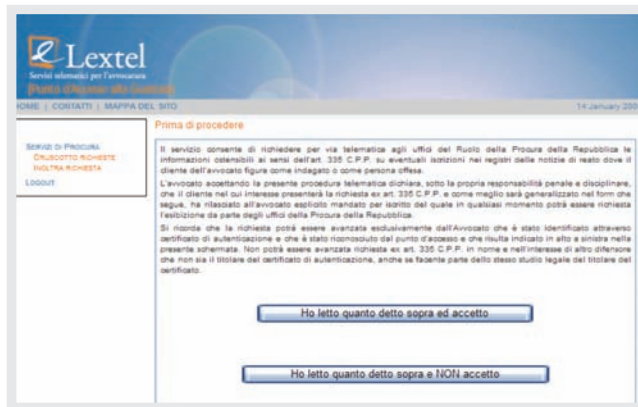 Lextel
Servizi telematici per l'avvocatura
[Punto d'Accesso alla Giustizia]
HOME | CONTATTI | MAPPA DEL SITO
14 January 200
Prima di procedere
SERVIZI DI PROCURA
CRUSCOTTO RICHIESTE
INOLTRA RICHIESTA
LOGOUT
Il servizio consente di richiedere per via telematica agli uffici del Ruolo della Procura della Repubblica le
informazioni ostensibili ai sensi dell'art. 335 C.P.P. su eventuali iscrizioni nei registri delle notizie di reato dove il
cliente dell'avvocato figura come indagato o come persona offesa.
L'avvocato accettando la presente procedura telematica dichiara, sotto la propria responsabilità penale e disciplinare,
che il cliente nel cui interesse presenterà la richiesta ex art. 335 C.P.P. e come meglio sarà generalizzato nel form che
segue, ha rilasciato all'avvocato esplicito mandato per iscritto del quale in qualsiasi momento potrà essere richiesta
l'esibizione da parte degli uffici della Procura della Repubblica.
Si ricorda che la richiesta potrà essere avanzata esclusivamente dall'Avvocato che è stato identificato attraverso
certificato di autenticazione e che è stato riconosciuto dal punto d'accesso e che risulta indicato in alto a sinistra nella
presente schermata. Non potrà essere avanzata richiesta ex art. 335 C.P.P. in nome e nell'interesse di altro difensore
che non sia il titolare del certificato di autenticazione, anche se facente parte dello stesso studio legale del titolare del
certificato.
Ho letto quanto detto sopra ed accetto
Ho letto quanto detto sopra e NON accetto